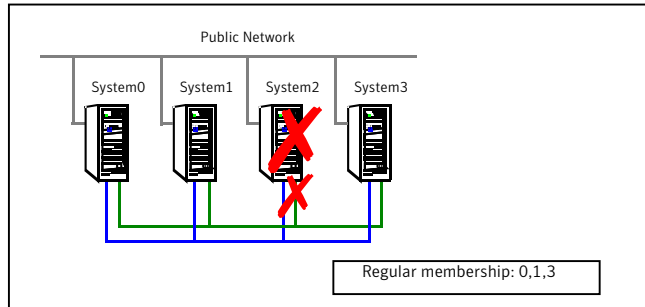 Public Network
System0 System1 System2 System3
Regular membership: 0,1,3